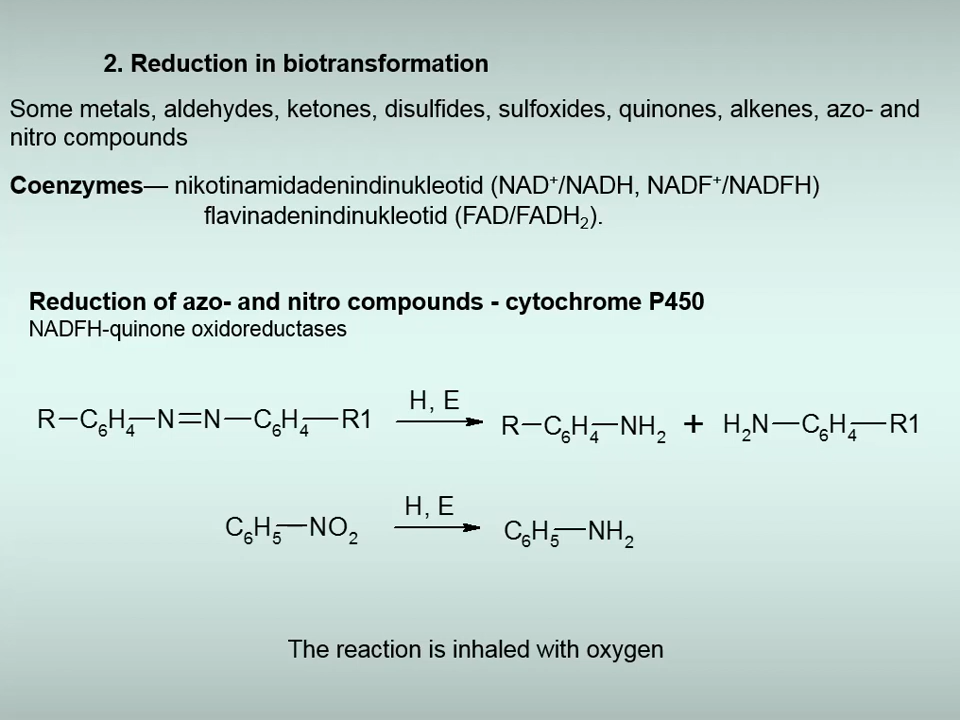 2. Reduction in biotransformation
Some metals, aldehydes, ketones, disulfides, sulfoxides, quinones, alkenes, azo- and
nitro compounds
Coenzymes— nikotinamidadenindinukleotid (NAD⁺/NADH, NADF⁺/NADFH)
flavinadenindinukleotid (FAD/FADH₂).
Reduction of azo- and nitro compounds - cytochrome P450
NADFH-quinone oxidoreductases
R—C₆H₄—N=N—C₆H₄—R1 H, E R—C₆H₄—NH₂ + H₂N—C₆H₄—R1
C₆H₅—NO₂ H, E C₆H₅—NH₂
The reaction is inhaled with oxygen